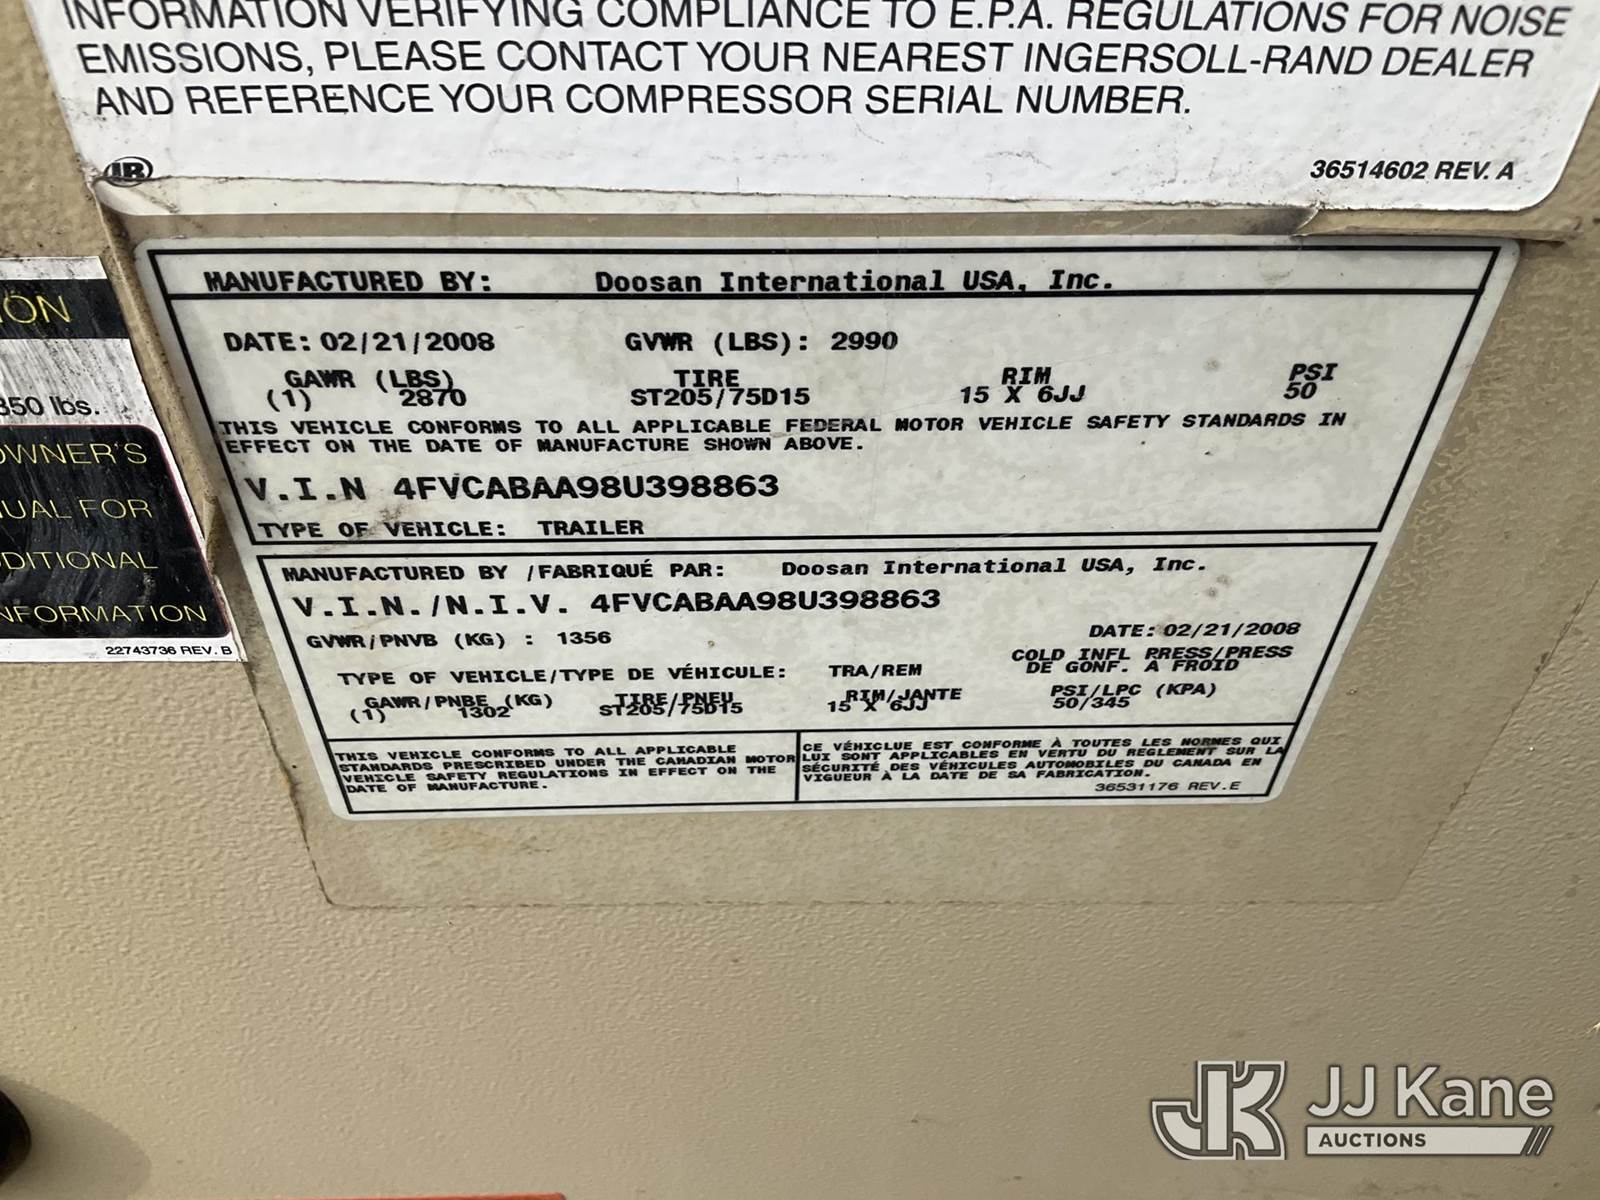 INFORMATION VERIFYING COMPLIANCE TO E.P.A. REGULATIONS FOR NOISE
EMISSIONS, PLEASE CONTACT YOUR NEAREST INGERSOLL-RAND DEALER
AND REFERENCE YOUR COMPRESSOR SERIAL NUMBER.
IR
36514602 REV. A
ION
350 lbs.
OWNER'S
UAL FOR
DITIONAL
NFORMATION
22743736 REV. B
MANUFACTURED BY: Doosan International USA, Inc.
DATE: 02/21/2008 GVWR (LBS): 2990
GAWR (LBS) TIRE RIM PSI
(1) 2870 ST205/75D15 15 X 6JJ 50
THIS VEHICLE CONFORMS TO ALL APPLICABLE FEDERAL MOTOR VEHICLE SAFETY STANDARDS IN
EFFECT ON THE DATE OF MANUFACTURE SHOWN ABOVE.
V.I.N 4FVCABAA98U398863
TYPE OF VEHICLE: TRAILER
MANUFACTURED BY /FABRIQUÉ PAR: Doosan International USA, Inc.
V.I.N./N.I.V. 4FVCABAA98U398863
GVWR/PNVB (KG) : 1356 DATE: 02/21/2008
COLD INFL PRESS/PRESS
DE GONF. A FROID
TYPE OF VEHICLE/TYPE DE VÉHICULE: TRA/REM
GAWR/PNBE (KG) TIRE/PNEU RIM/JANTE PSI/LPC (KPA)
(1) 1302 ST205/75D15 15 X 6JJ 50/345
THIS VEHICLE CONFORMS TO ALL APPLICABLE
STANDARDS PRESCRIBED UNDER THE CANADIAN MOTOR
VEHICLE SAFETY REGULATIONS IN EFFECT ON THE
DATE OF MANUFACTURE.
CE VÉHICLUE EST CONFORME À TOUTES LES NORMES QUI
LUI SONT APPLICABLES EN VERTU DU REGLEMENT SUR LA
SÉCURITÉ DES VÉHICULES AUTOMOBILES DU CANADA EN
VIGUEUR À LA DATE DE SA FABRICATION.
36531176 REV.E
JK JJ Kane
AUCTIONS